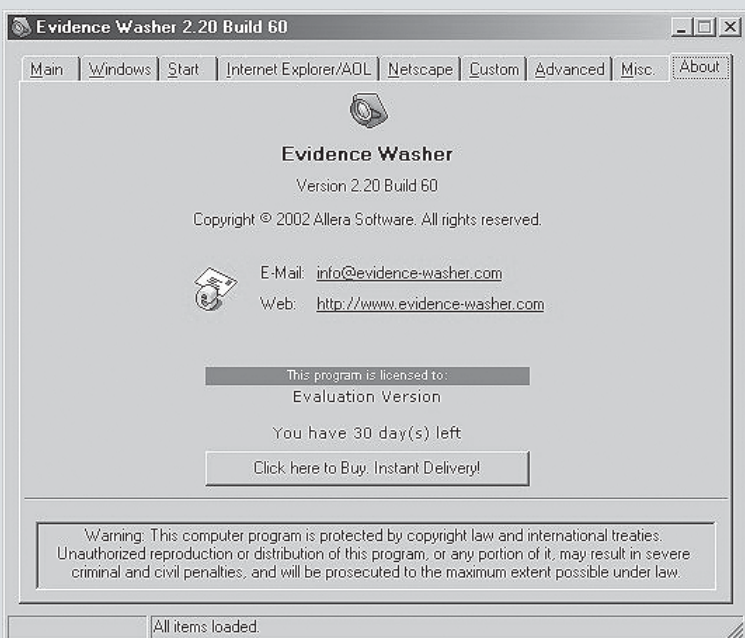 Evidence Washer 2.20 Build 60
Main Windows Start Internet Explorer/AOL Netscape Custom Advanced Misc. About
Evidence Washer
Version 2.20 Build 60
Copyright © 2002 Allera Software. All rights reserved.
E-Mail: info@evidence-washer.com
Web: http://www.evidence-washer.com
This program is licensed to:
Evaluation Version
You have 30 day(s) left
Click here to Buy. Instant Delivery!
Warning: This computer program is protected by copyright law and international treaties.
Unauthorized reproduction or distribution of this program, or any portion of it, may result in severe
criminal and civil penalties, and will be prosecuted to the maximum extent possible under law.
All items loaded.